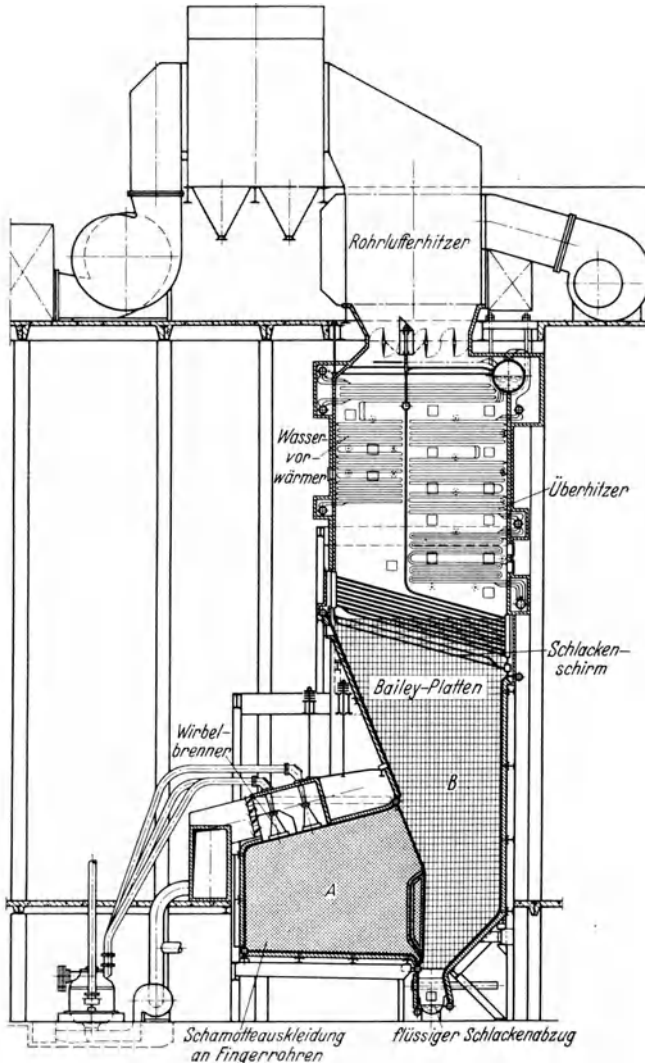 Rohrlufterhitzer
Wasser-
vor-
wärmer
Überhitzer
Schlacken-
schirm
Bailey-Platten
Wirbel-
brenner
B
A
Schamotteauskleidung
an Fingerrohren
flüssiger Schlackenabzug